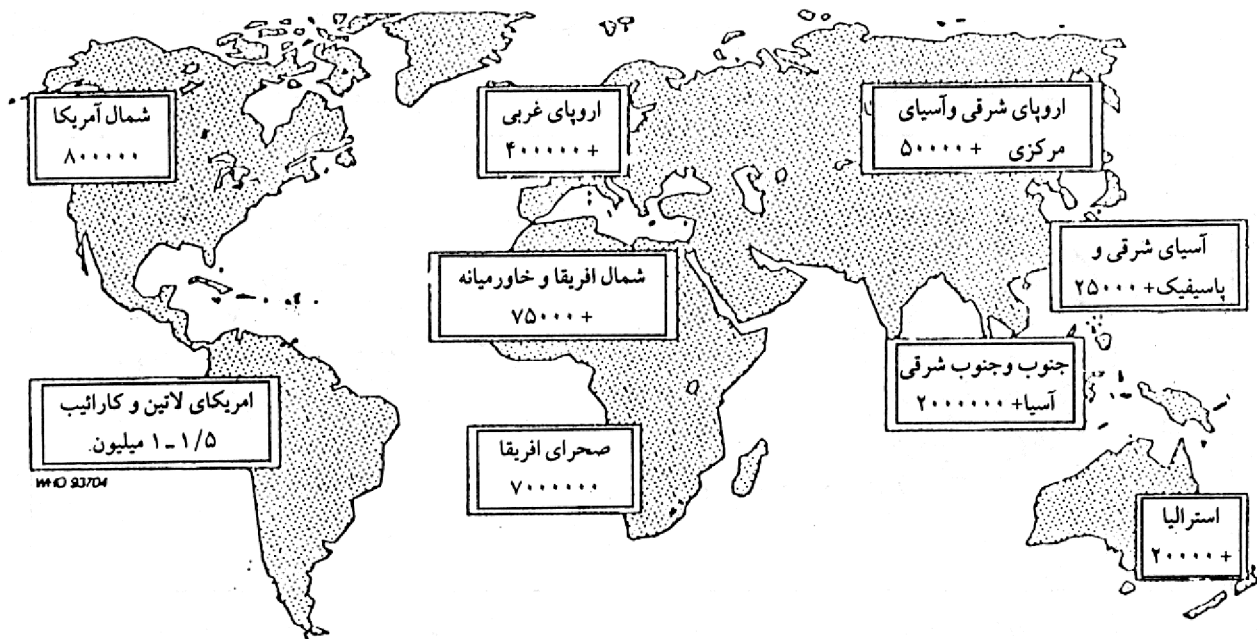 شمال آمریکا
۸۰۰۰۰۰
اروپای غربی
۴۰۰۰۰۰ +
اروپای شرقی وآسیای
مرکزی ۵۰۰۰۰ +
شمال افریقا و خاورمیانه
۷۵۰۰۰ +
آسیای شرقی و
پاسیفیک+ ۲۵۰۰۰
جنوب وجنوب شرقی
آسیا+ ۲۰۰۰۰۰۰
امریکای لاتین و کارائیب
۱ - ۱/۵ میلیون.
WHO 93704
صحرای افریقا
۷۰۰۰۰۰۰
استرالیا
۲۰۰۰۰ +